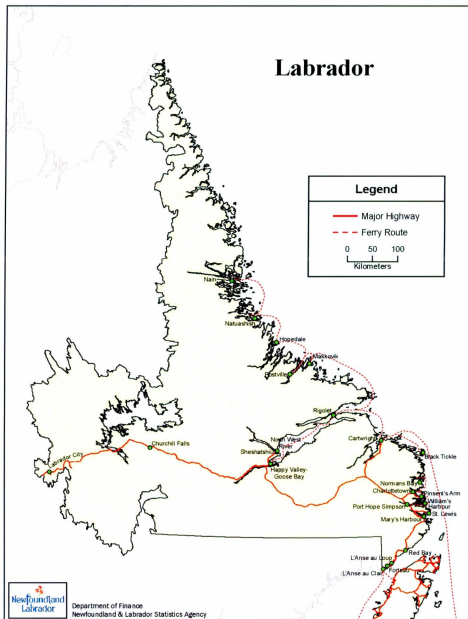 Labrador
Legend
Major Highway
Ferry Route
0 50 100
Kilometers
Nain
Natuashish
Hopedale
Makkovik
Postville
Rigolet
North West
River
Sheshatshiu
Happy Valley-
Goose Bay
Churchill Falls
Labrador City
Cartwright
Black Tickle
Normans Bay
Charlottetown
Pinsent's Arm
William's
Harbour
Port Hope Simpson
St. Lewis
Mary's Harbour
Red Bay
L'Anse au Loup
Forteau
L'Anse au Clair
Newfoundland
Labrador
Department of Finance
Newfoundland & Labrador Statistics Agency